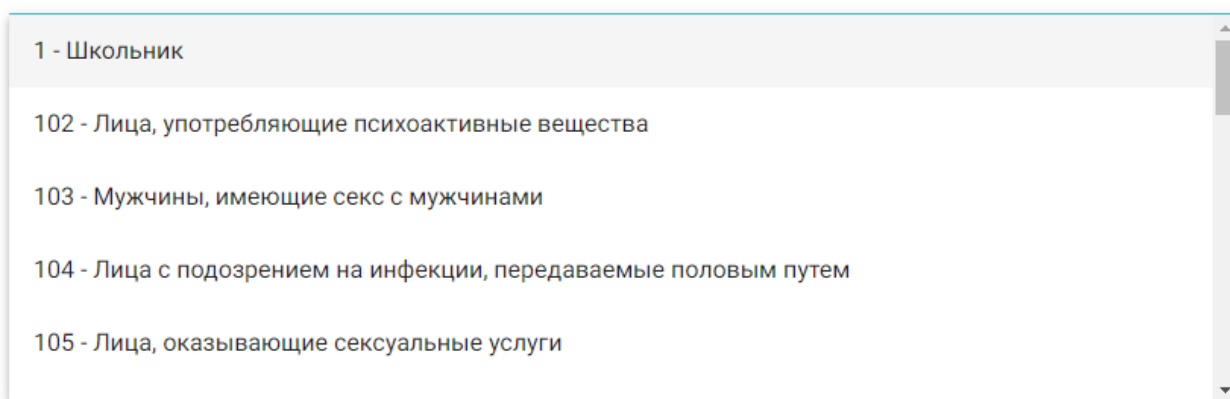 1 - Школьник
102 - Лица, употребляющие психоактивные вещества
103 - Мужчины, имеющие секс с мужчинами
104 - Лица с подозрением на инфекции, передаваемые половым путем
105 - Лица, оказывающие сексуальные услуги